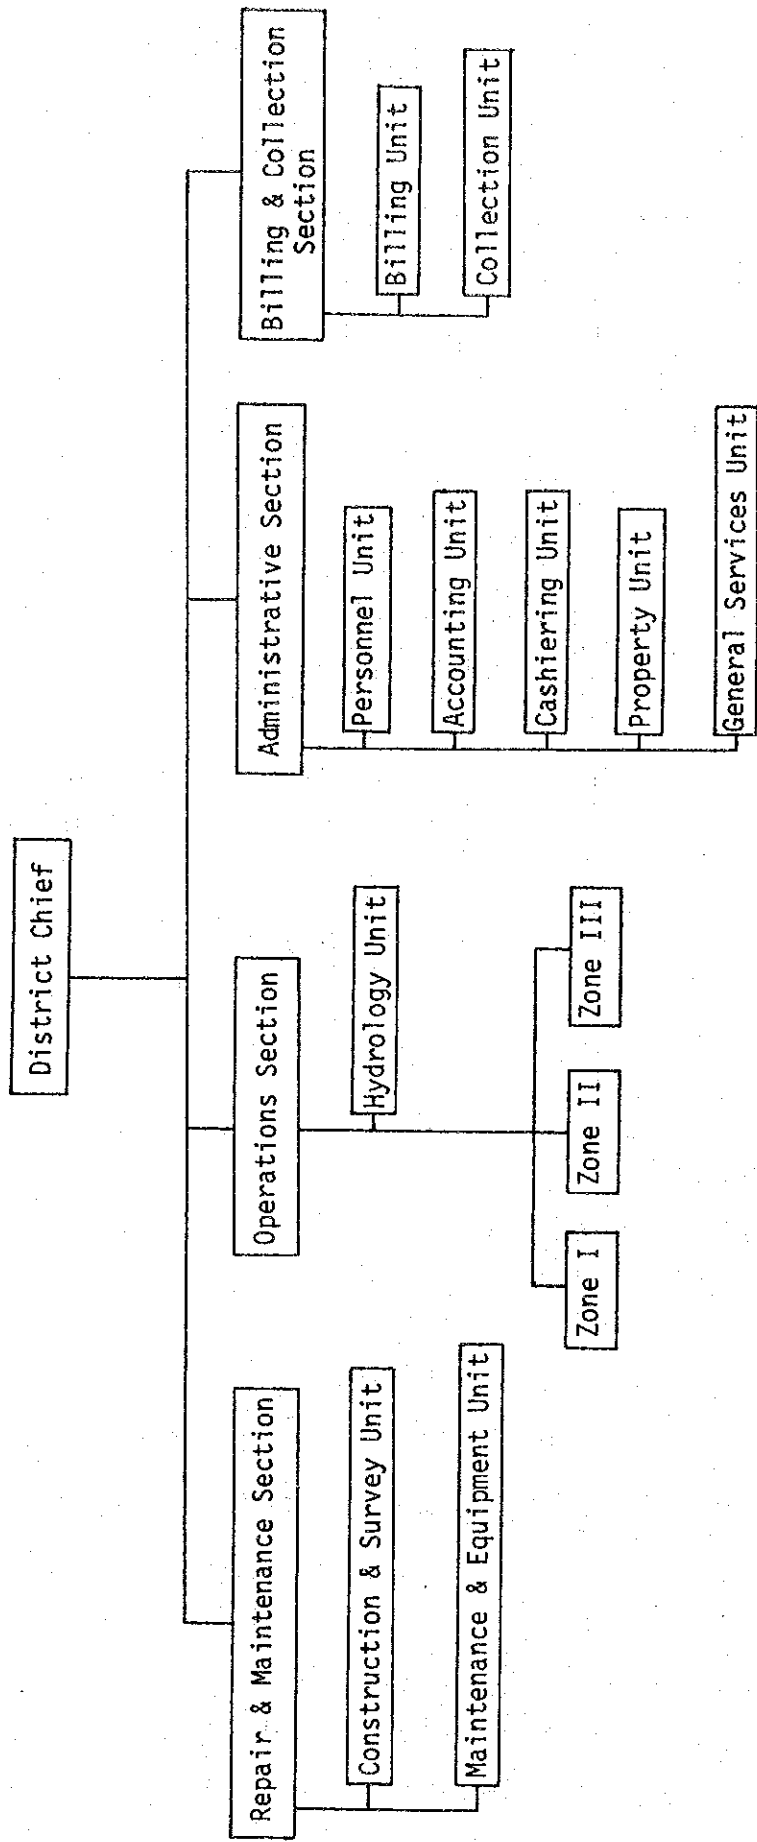 District Chief
Repair & Maintenance Section
Construction & Survey Unit
Maintenance & Equipment Unit
Operations Section
Hydrology Unit
Zone I
Zone II
Zone III
Administrative Section
Personnel Unit
Accounting Unit
Cashiering Unit
Property Unit
General Services Unit
Billing & Collection
Section
Billing Unit
Collection Unit